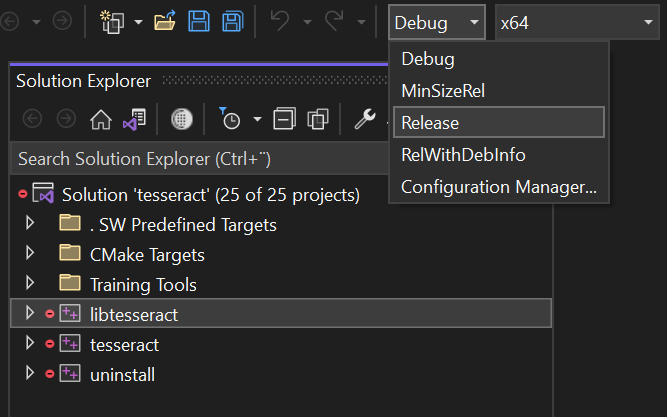 Debug
x64
Debug
MinSizeRel
Release
RelWithDebInfo
Configuration Manager...
Solution Explorer
Search Solution Explorer (Ctrl+¨)
Solution 'tesseract' (25 of 25 projects)
. SW Predefined Targets
CMake Targets
Training Tools
libtesseract
tesseract
uninstall